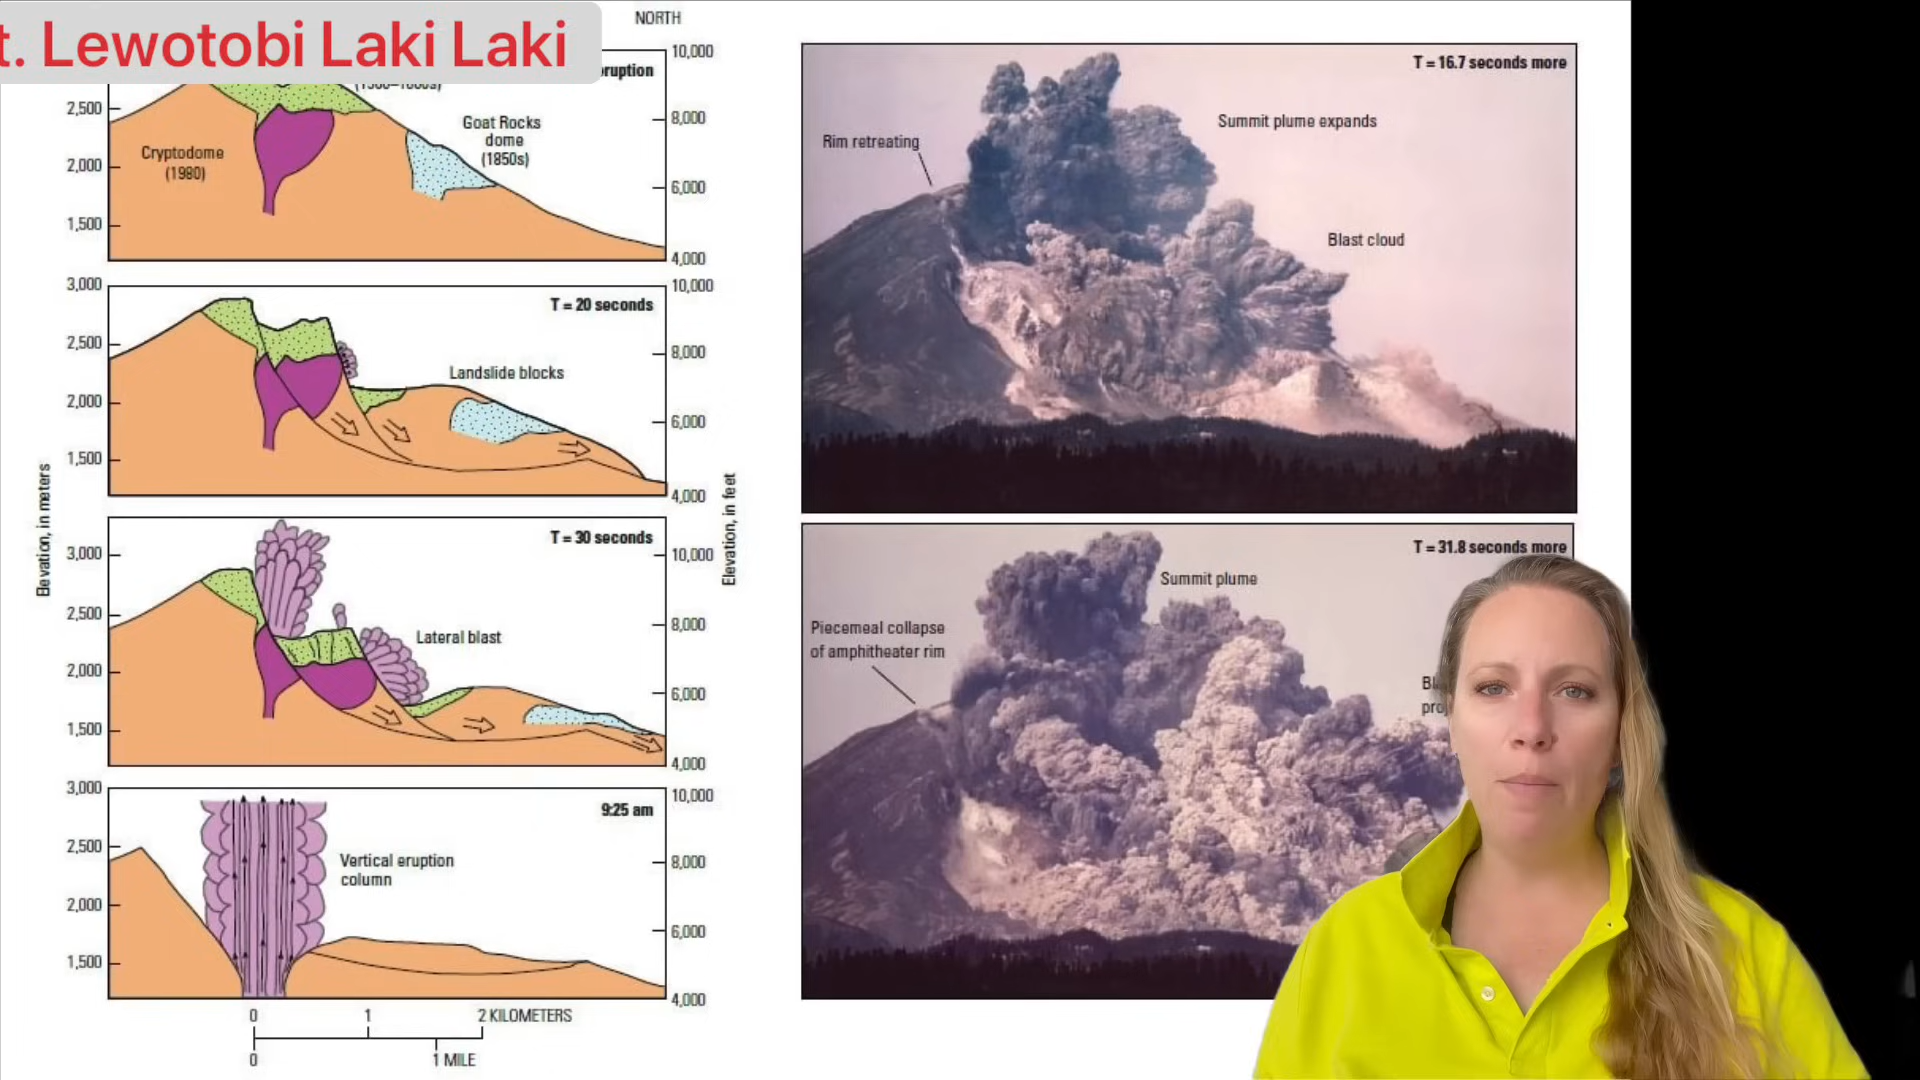 t. Lewotobi Laki Laki
NORTH
10,000
2,500
8,000
Goat Rocks
dome
(1850s)
Cryptodome
(1980)
2,000
6,000
1,500
4,000
3,000
10,000
T = 20 seconds
2,500
8,000
Landslide blocks
2,000
6,000
1,500
4,000
Elevation, in meters
Elevation, in feet
T = 30 seconds
3,000
10,000
2,500
8,000
Lateral blast
2,000
6,000
1,500
4,000
3,000
10,000
9:25 am
2,500
8,000
Vertical eruption
column
2,000
6,000
1,500
4,000
0 1 2 KILOMETERS
0 1 MILE
T = 16.7 seconds more
Summit plume expands
Rim retreating
Blast cloud
T = 31.8 seconds more
Summit plume
Piecemeal collapse
of amphitheater rim